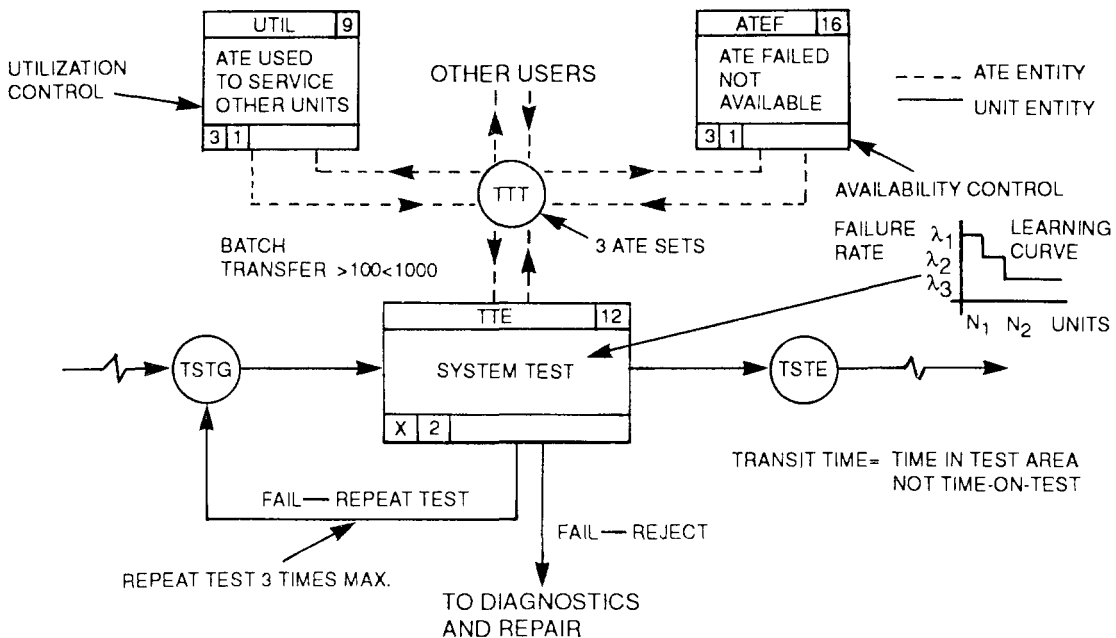 UTIL 9
ATE USED
TO SERVICE
OTHER UNITS
3 1
UTILIZATION
CONTROL
OTHER USERS
ATEF 16
ATE FAILED
NOT
AVAILABLE
3 1
ATE ENTITY
UNIT ENTITY
TTT
AVAILABILITY CONTROL
3 ATE SETS
BATCH
TRANSFER >100<1000
FAILURE
RATE
LEARNING
CURVE
λ1
λ2
λ3
N1 N2 UNITS
TTE 12
SYSTEM TEST
X 2
TSTG
TSTE
TRANSIT TIME= TIME IN TEST AREA
NOT TIME-ON-TEST
FAIL — REPEAT TEST
FAIL — REJECT
REPEAT TEST 3 TIMES MAX.
TO DIAGNOSTICS
AND REPAIR